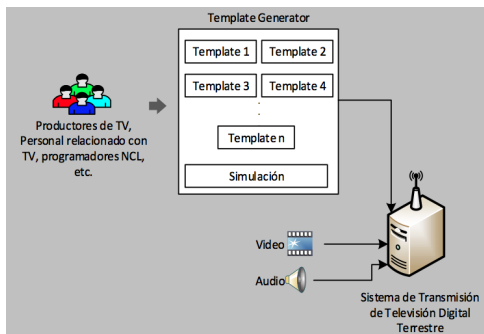 Template Generator
Template 1
Template 2
Template 3
Template 4
.
.
Template n
Simulación
Productores de TV,
Personal relacionado con
TV, programadores NCL,
etc.
Video
Audio
Sistema de Transmisión
de Televisión Digital
Terrestre